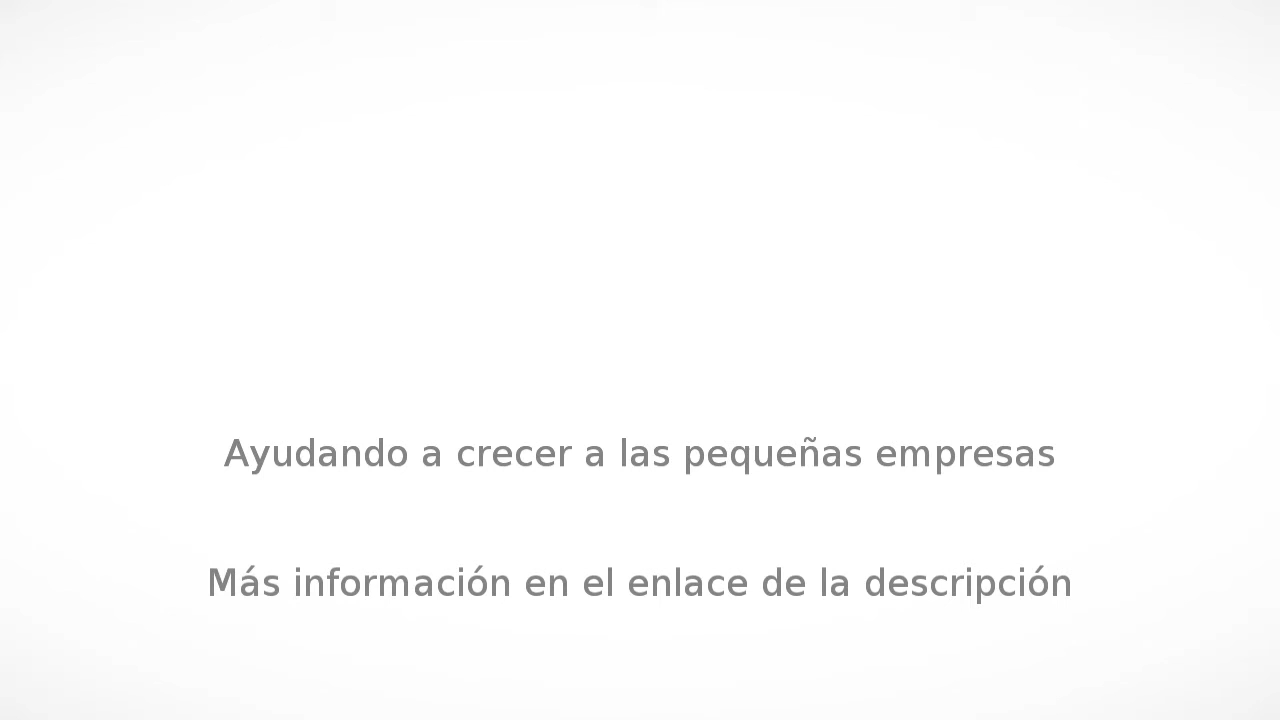 Ayudando a crecer a las pequeñas empresas
Más información en el enlace de la descripción